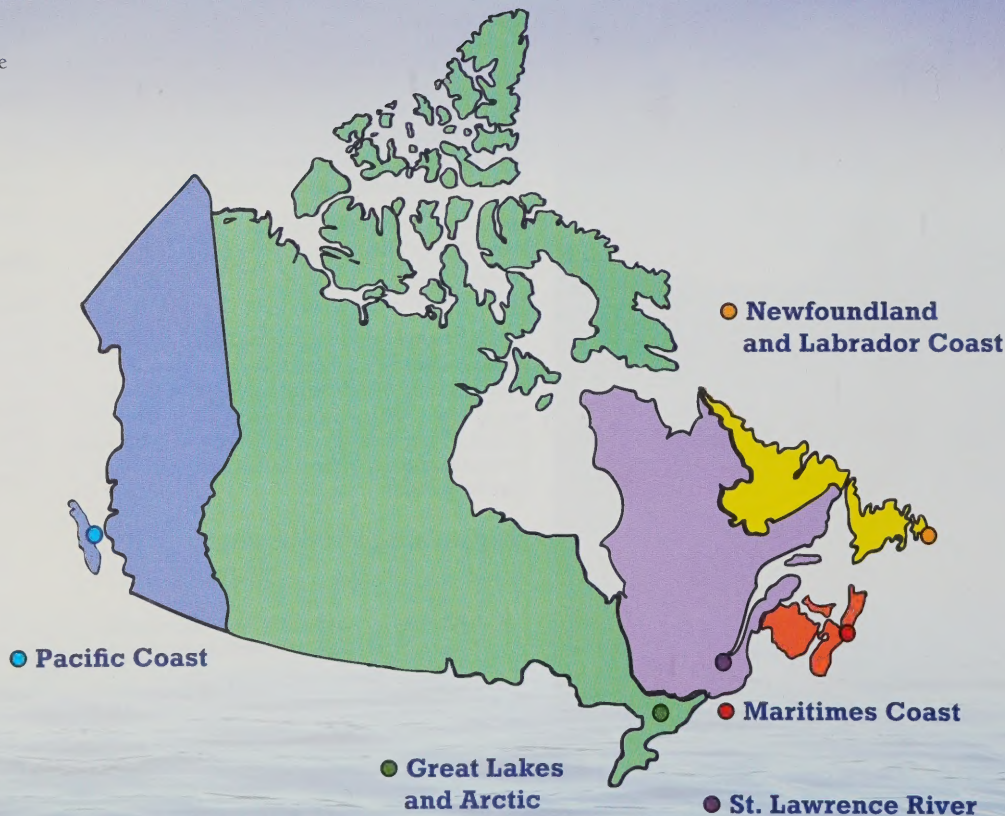 e
Newfoundland
and Labrador Coast
Pacific Coast
Maritimes Coast
Great Lakes
and Arctic
St. Lawrence River